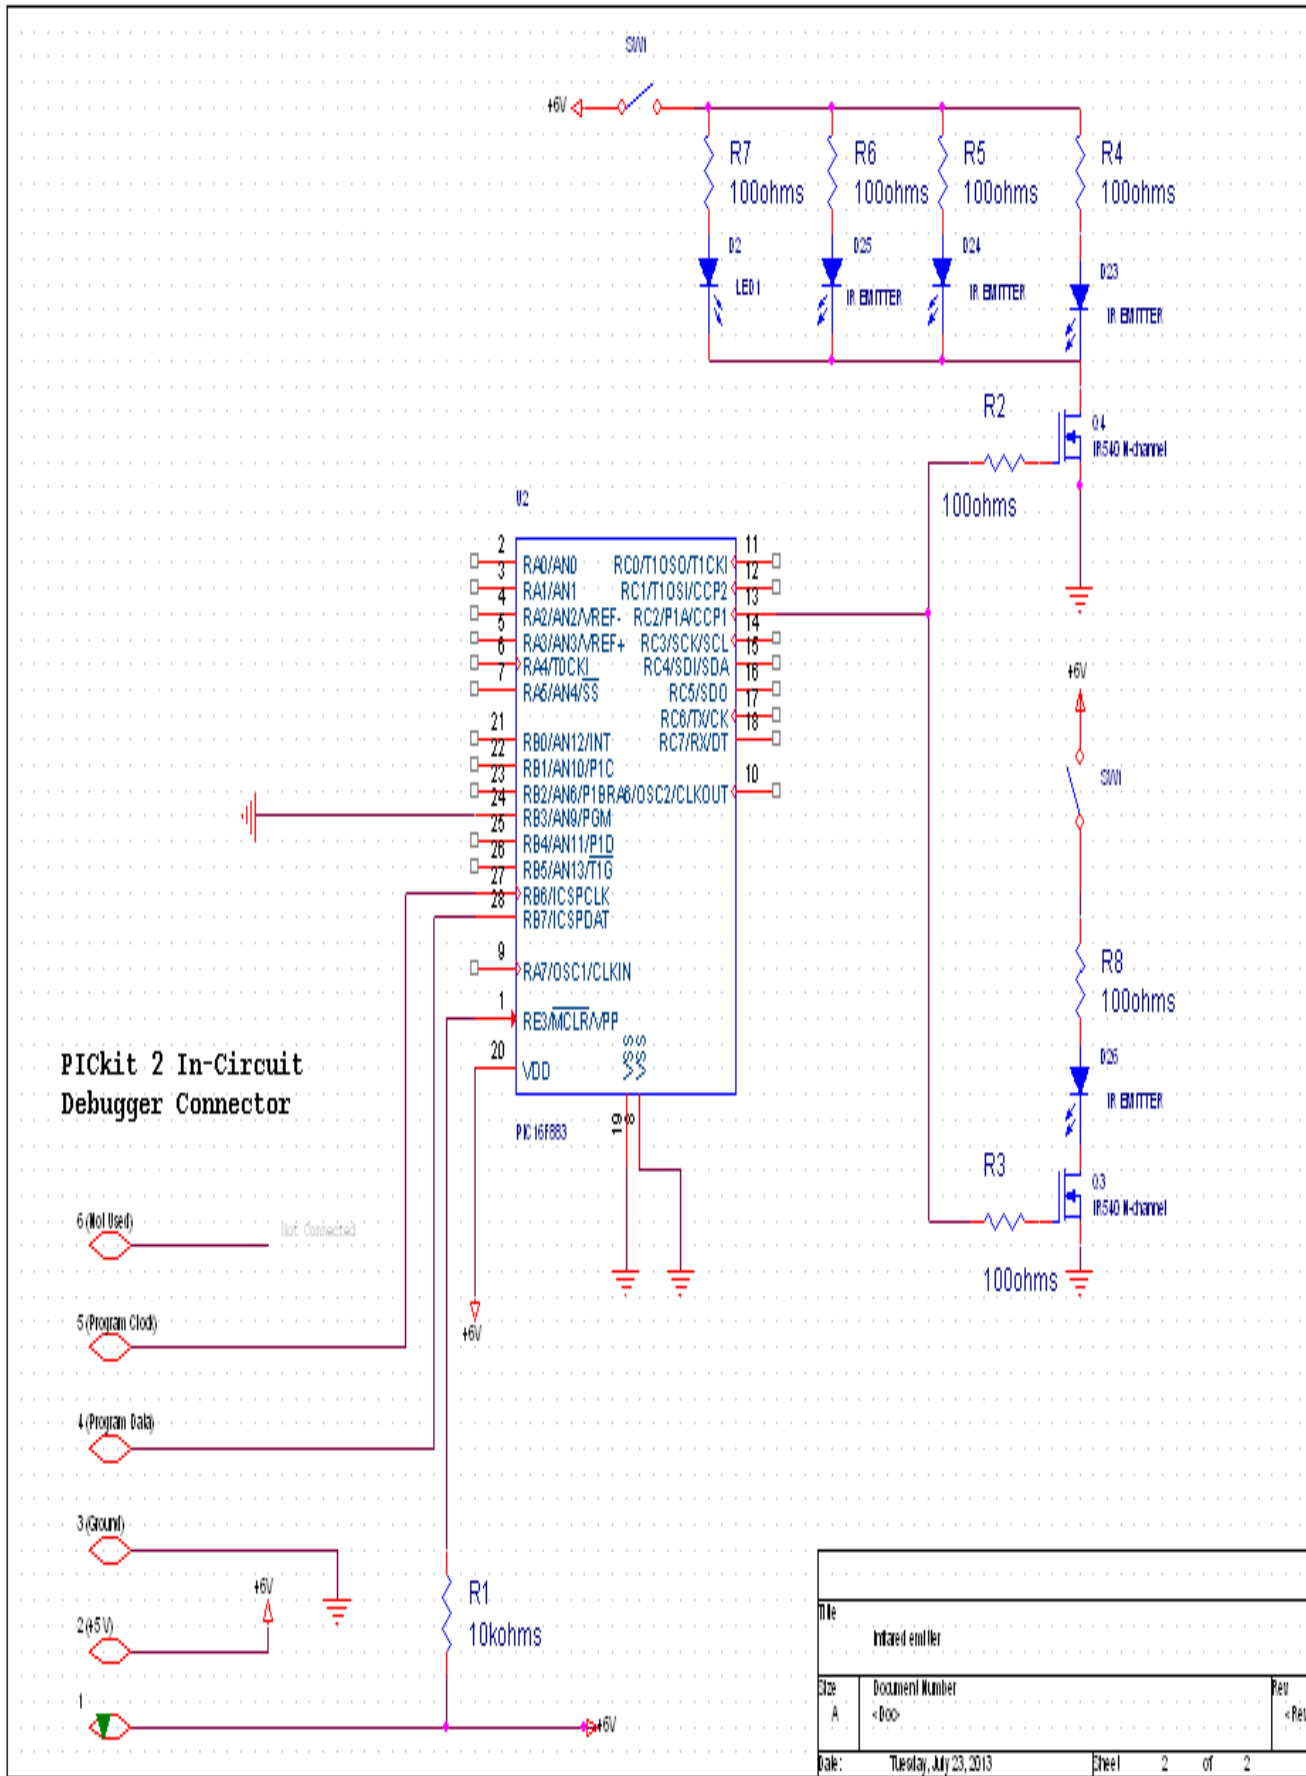 SW1
+6V
R7
100ohms
R6
100ohms
R5
100ohms
R4
100ohms
D2
LED1
D25
IR EMITTER
D24
IR EMITTER
D23
IR EMITTER
R2
100ohms
Q4
IR540 N-channel
U2
2
RA0/AN0
3
RA1/AN1
4
RA2/AN2/VREF-
5
RA3/AN3/VREF+
6
RA4/T0CKI
7
RA5/AN4/SS
21
RB0/AN12/INT
22
RB1/AN10/P1C
23
RB2/AN8/P1B
24
RB3/AN9/PGM
25
RB4/AN11/P1D
26
RB5/AN13/T1G
27
RB6/ICSPCLK
28
RB7/ICSPDAT
9
RA7/OSC1/CLKIN
1
RE3/MCLR/VPP
20
VDD
RC0/T1OSO/T1CKI
11
RC1/T1OSI/CCP2
12
RC2/P1A/CCP1
13
RC3/SCK/SCL
14
RC4/SDI/SDA
15
RC5/SDO
16
RC6/TX/CK
17
RC7/RX/DT
18
RA6/OSC2/CLKOUT
10
VSS
VSS
19
8
PIC16F883
+6V
+6V
SW1
R8
100ohms
D26
IR EMITTER
R3
100ohms
Q3
IR540 N-channel
PICkit 2 In-Circuit
Debugger Connector
6 (Not Used)
Not Connected
5 (Program Clock)
4 (Program Data)
3 (Ground)
+6V
2 (+5 V)
1
R1
10kohms
+6V
Title
Infrared emitter
Size
A
Document Number
<Doc>
Rev
<Rev
Date:
Tuesday, July 23, 2013
Sheet
2
of
2